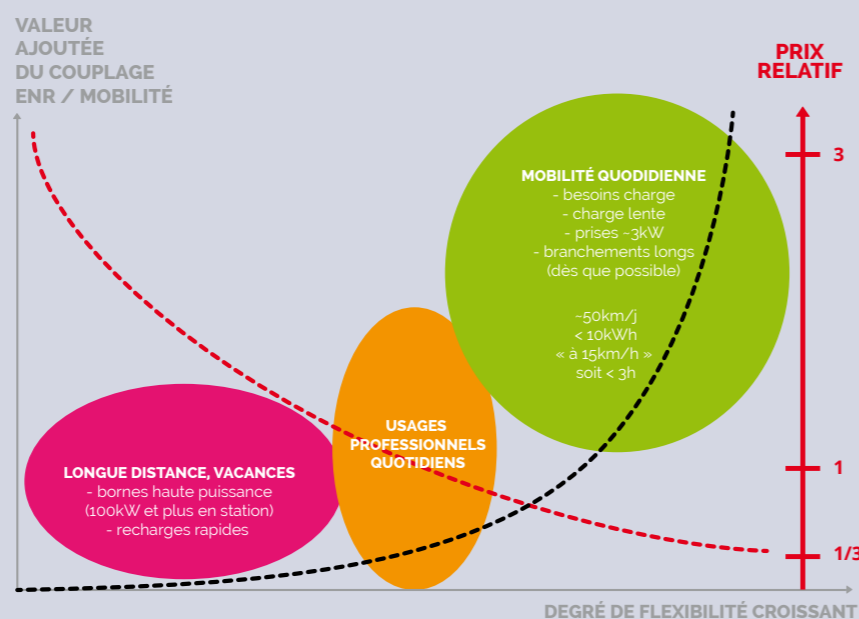 VALEUR
AJOUTÉE
DU COUPLAGE
ENR / MOBILITÉ
PRIX
RELATIF
3
MOBILITÉ QUODIDIENNE
- besoins charge
- charge lente
- prises ~3kW
- branchements longs
(dès que possible)
~50km/j
< 10kWh
« à 15km/h »
soit < 3h
USAGES
PROFESSIONNELS
QUOTIDIENS
LONGUE DISTANCE, VACANCES
- bornes haute puissance
(100kW et plus en station)
- recharges rapides
1
1/3
DEGRÉ DE FLEXIBILITÉ CROISSANT